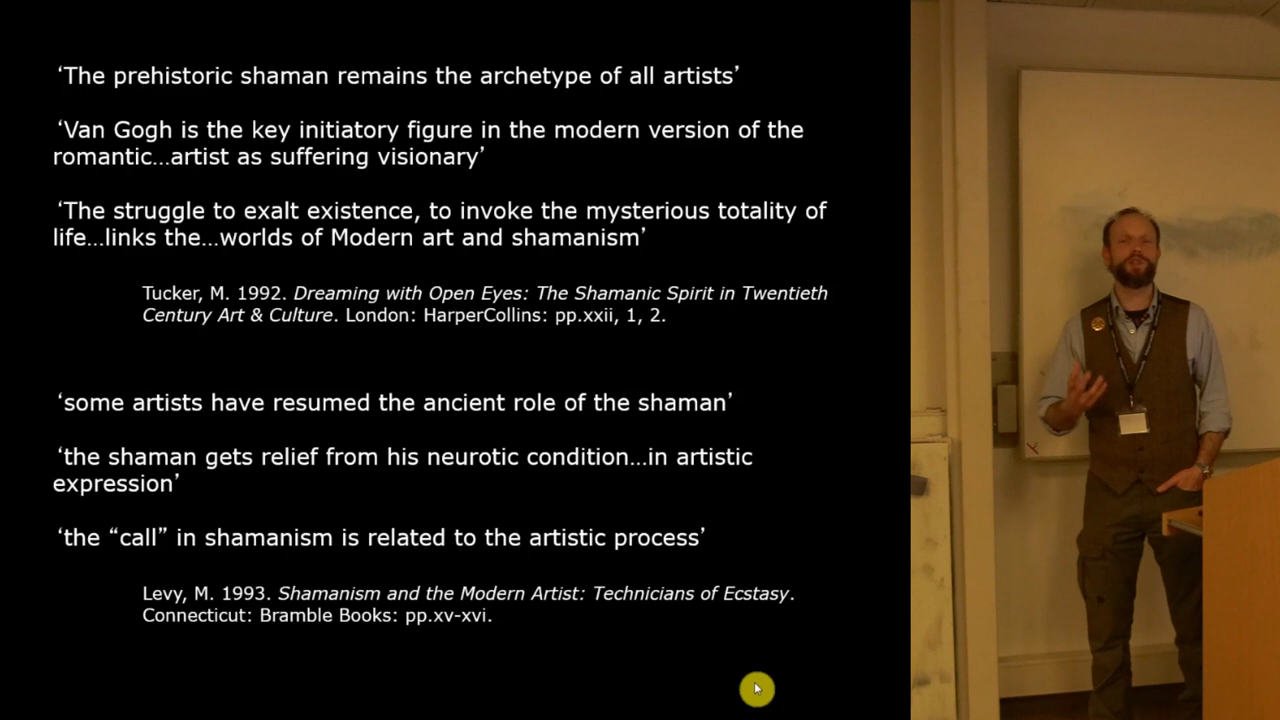 ‘The prehistoric shaman remains the archetype of all artists’
‘Van Gogh is the key initiatory figure in the modern version of the
romantic...artist as suffering visionary’
‘The struggle to exalt existence, to invoke the mysterious totality of
life...links the...worlds of Modern art and shamanism’
Tucker, M. 1992. Dreaming with Open Eyes: The Shamanic Spirit in Twentieth
Century Art & Culture. London: HarperCollins: pp.xxii, 1, 2.
‘some artists have resumed the ancient role of the shaman’
‘the shaman gets relief from his neurotic condition...in artistic
expression’
‘the “call” in shamanism is related to the artistic process’
Levy, M. 1993. Shamanism and the Modern Artist: Technicians of Ecstasy.
Connecticut: Bramble Books: pp.xv-xvi.